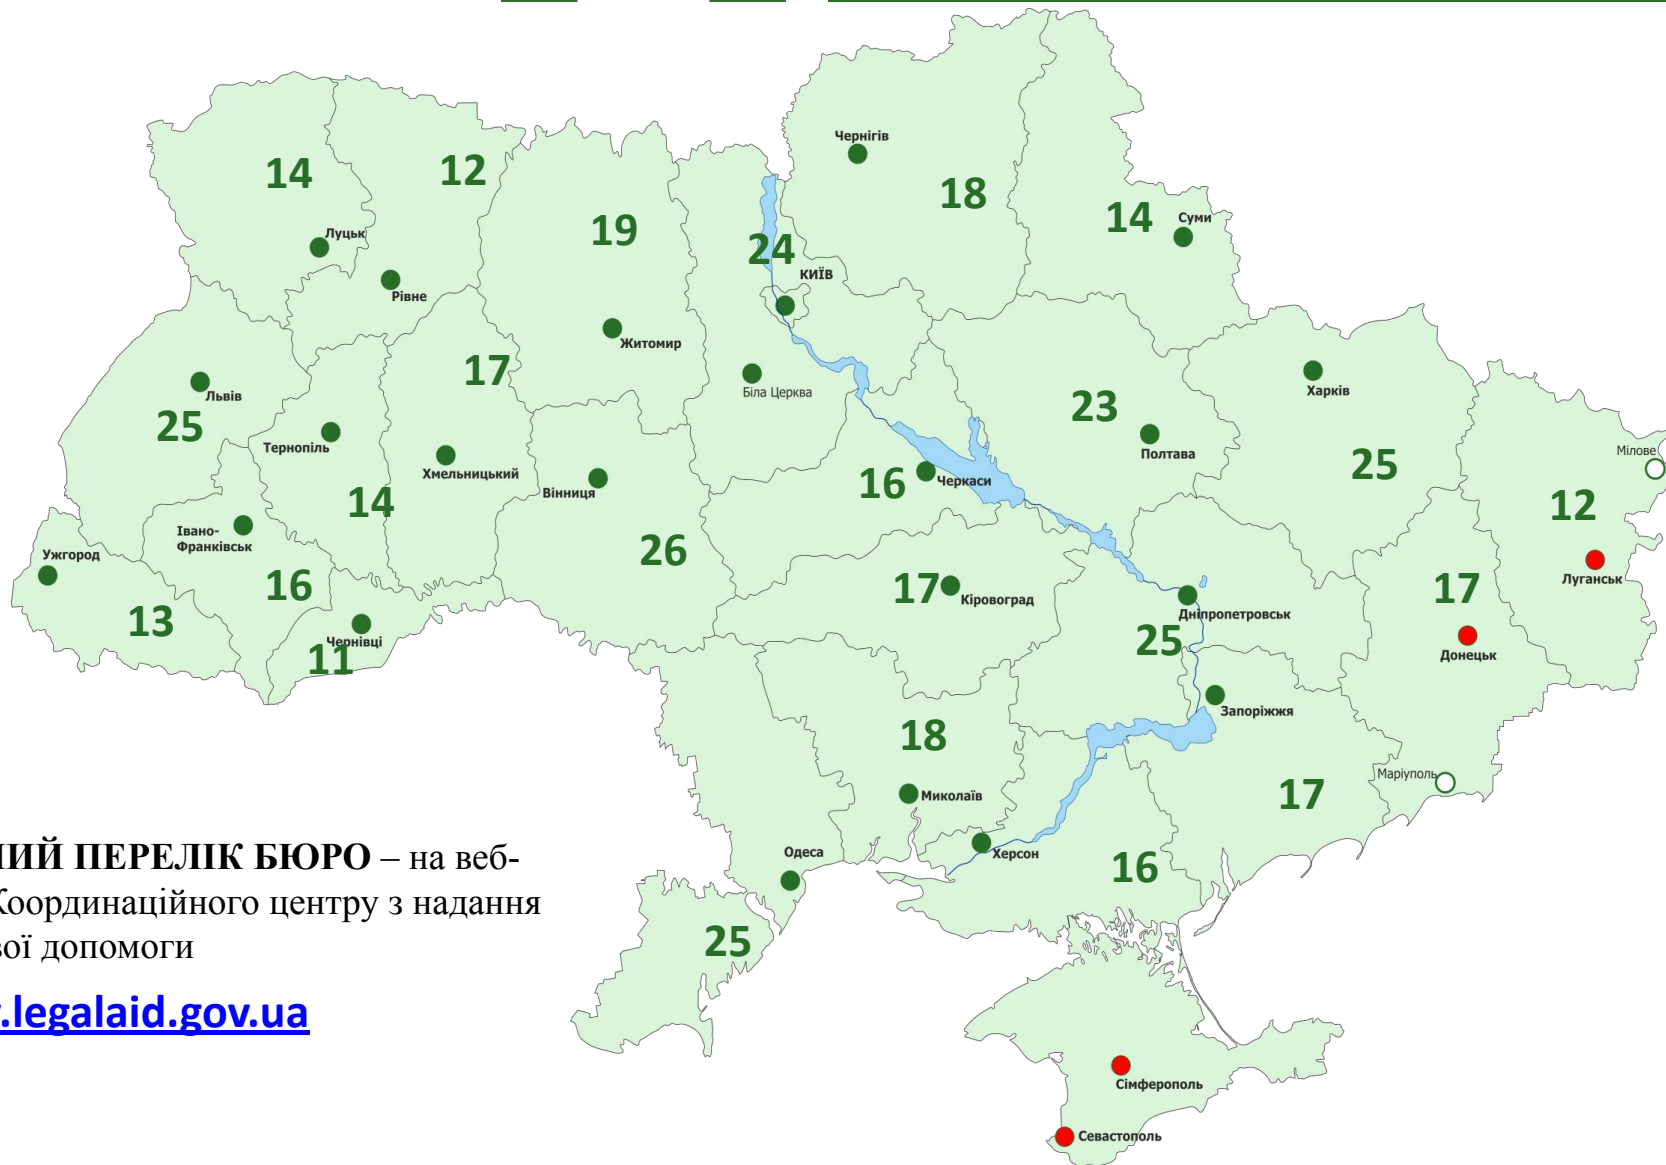 Чернігів
14
12
18
19
14
Суми
Луцьк
24
КИЇВ
Рівне
Житомир
17
Львів
Біла Церква
Харків
25
23
Тернопіль
Полтава
Мілове
Хмельницький
Вінниця
16
Черкаси
25
14
12
Івано-
Франківськ
Ужгород
26
Луганськ
16
17
Кіровоград
17
Дніпропетровськ
13
Чернівці
25
11
Донецьк
Запоріжжя
18
Маріуполь
Миколаїв
17
Одеса
Херсон
16
ПЕРЕЛІК БЮРО – на веб-
Координаційного центру з надання
допомоги
25
.legalaid.gov.ua
Сімферополь
Севастополь